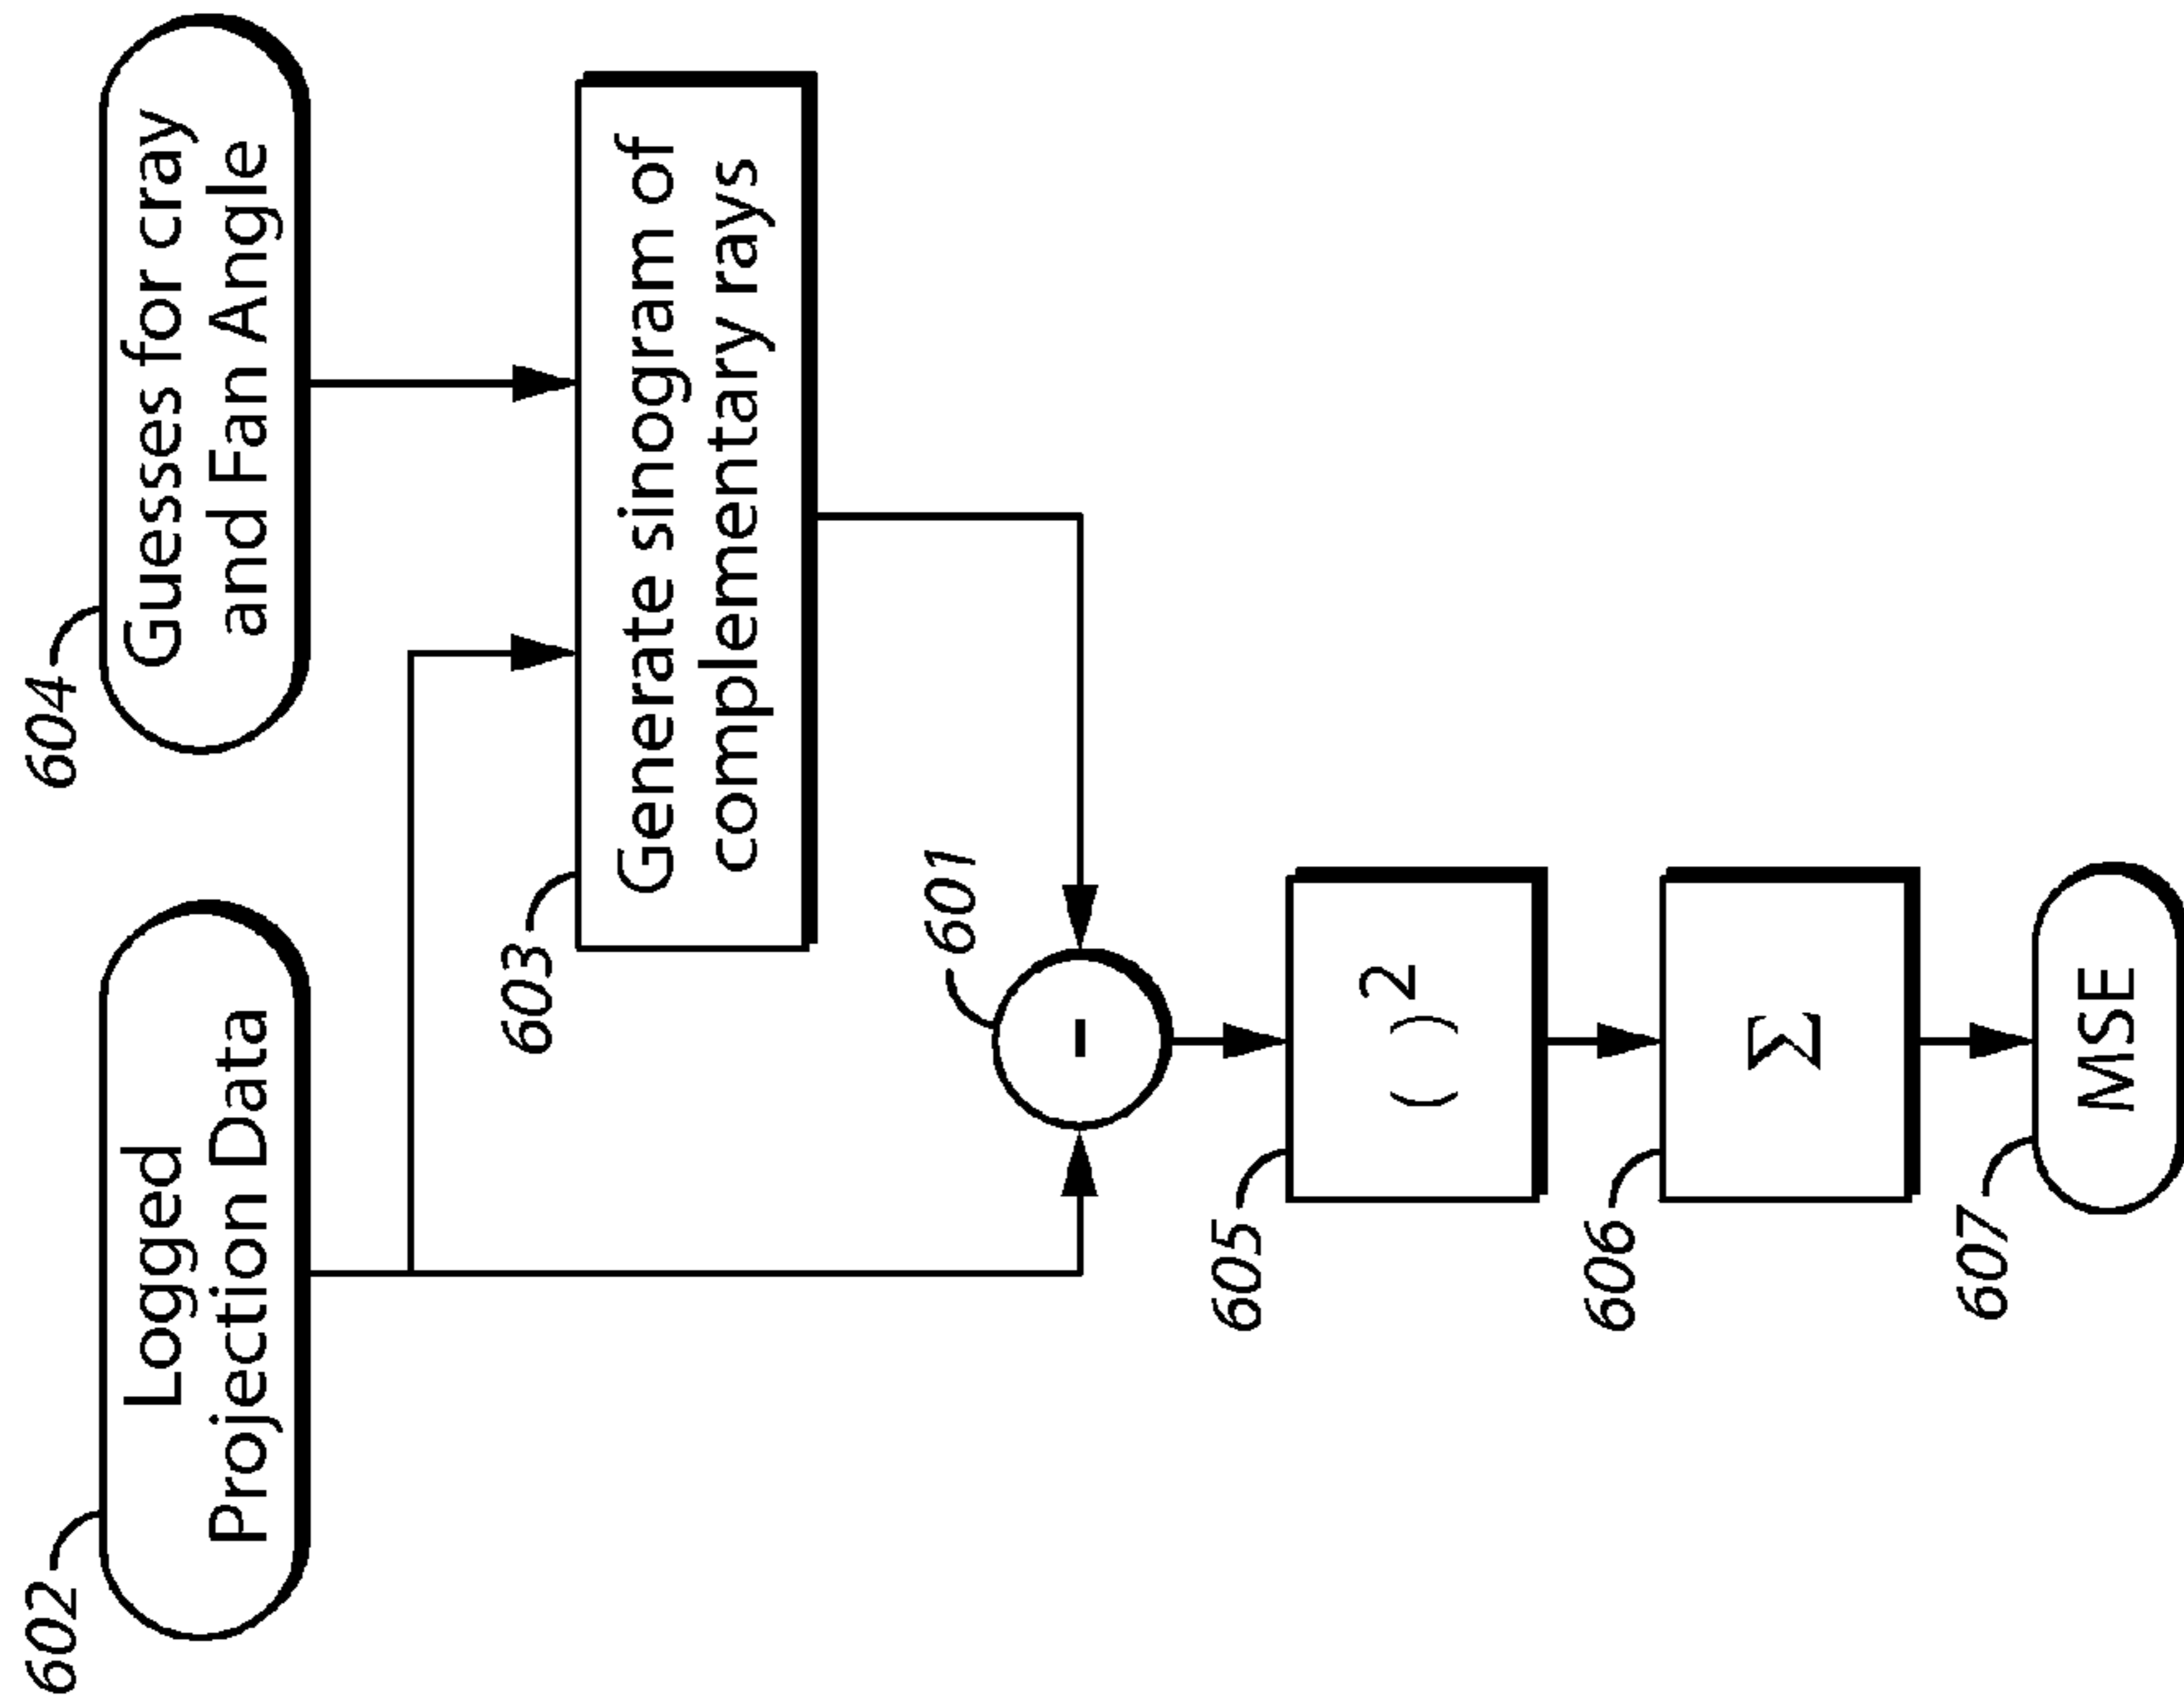 602
Logged
Projection Data
604
Guesses for cray
and Fan Angle
603
Generate sinogram of
complementary rays
601
-
605
( ) 2
606
Σ
607
MSE